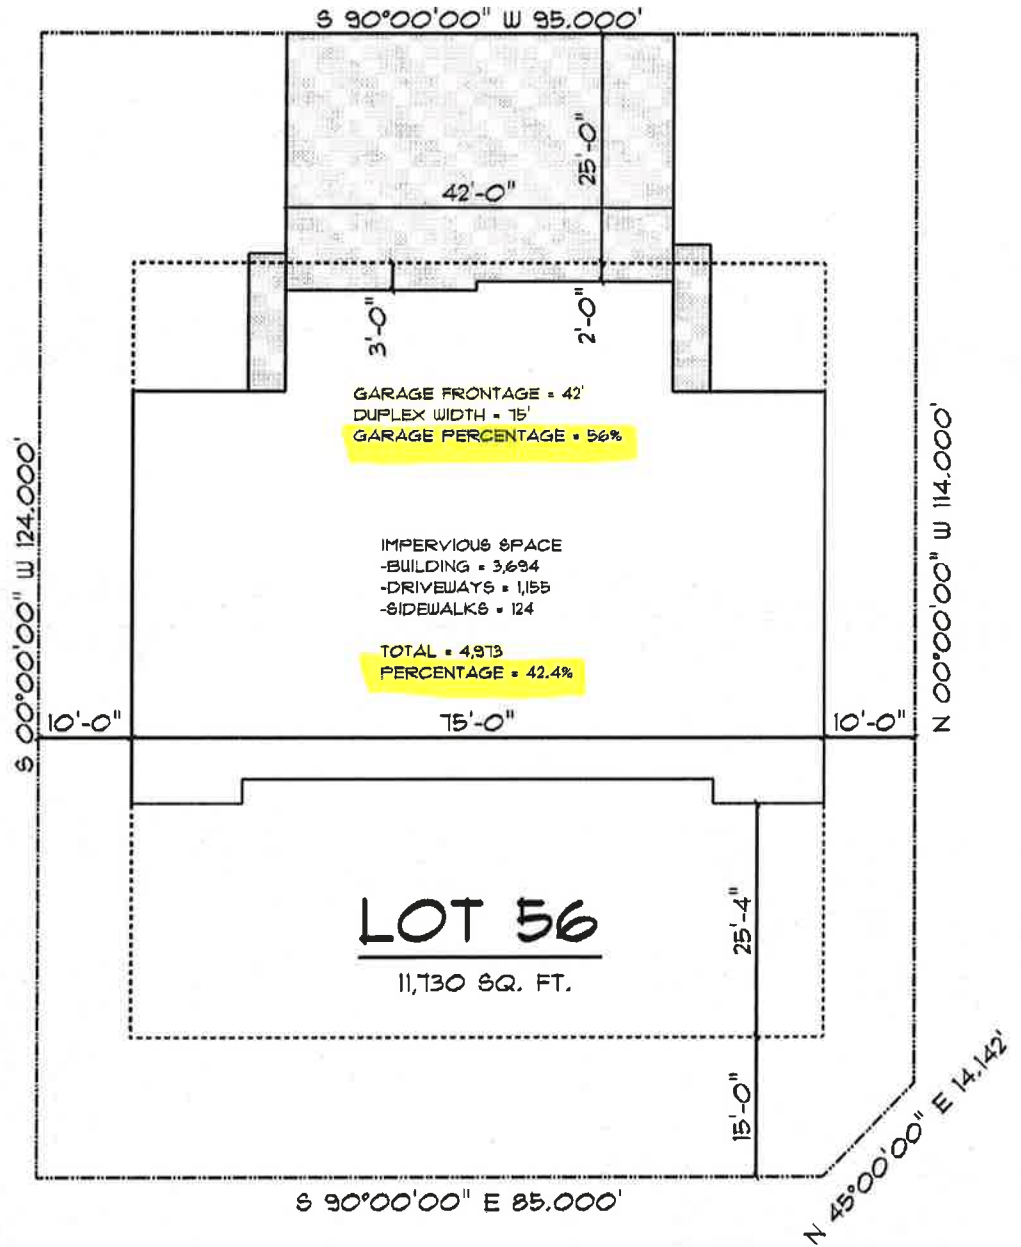 S 90°00'00" W 95.000'
25'-0"
42'-0"
3'-0"
2'-0"
GARAGE FRONTAGE = 42'
DUPLEX WIDTH = 75'
GARAGE PERCENTAGE = 56%
S 00°00'00" W 124.000'
N 00°00'00" W 114.000'
IMPERVIOUS SPACE
-BUILDING = 3,694
-DRIVEWAYS = 1,155
-SIDEWALKS = 124
TOTAL = 4,973
PERCENTAGE = 42.4%
10'-0"
75'-0"
10'-0"
25'-4"
LOT 56
11,730 SQ. FT.
15'-0"
N 45°00'00" E 14.142'
S 90°00'00" E 85.000'